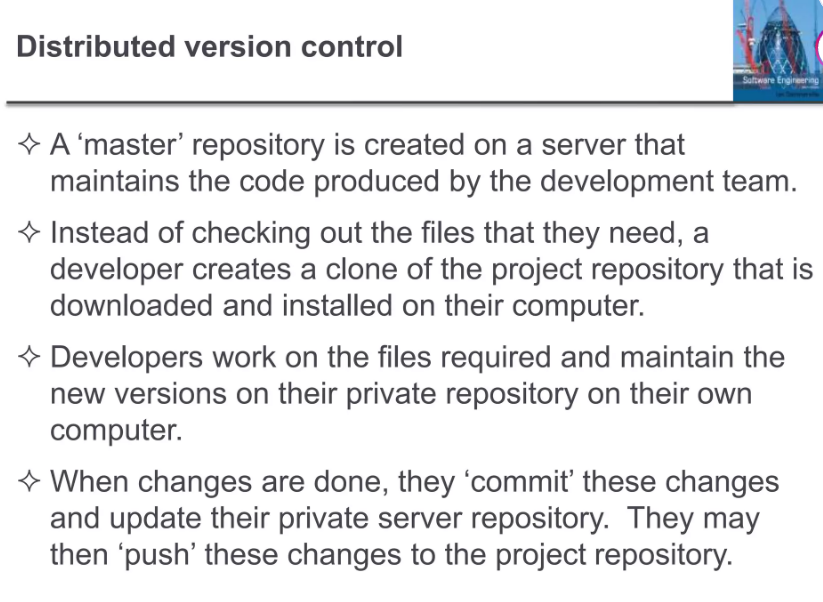 Distributed version control
Software Engineering
✧ A ‘master’ repository is created on a server that
maintains the code produced by the development team.
✧ Instead of checking out the files that they need, a
developer creates a clone of the project repository that is
downloaded and installed on their computer.
✧ Developers work on the files required and maintain the
new versions on their private repository on their own
computer.
✧ When changes are done, they ‘commit’ these changes
and update their private server repository.  They may
then ‘push’ these changes to the project repository.